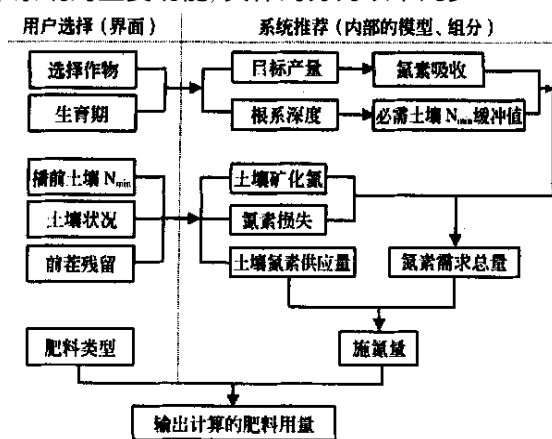 用户选择（界面） 系统推荐（内部的模型、组分）
选择作物 目标产量 氮素吸收
生育期 根系深度 必需土壤 Nmin缓冲值
播前土壤 Nmin 土壤矿化氮
土壤状况 氮素损失
前茬残留 土壤氮素供应量 氮素需求总量
肥料类型 施氮量
输出计算的肥料用量